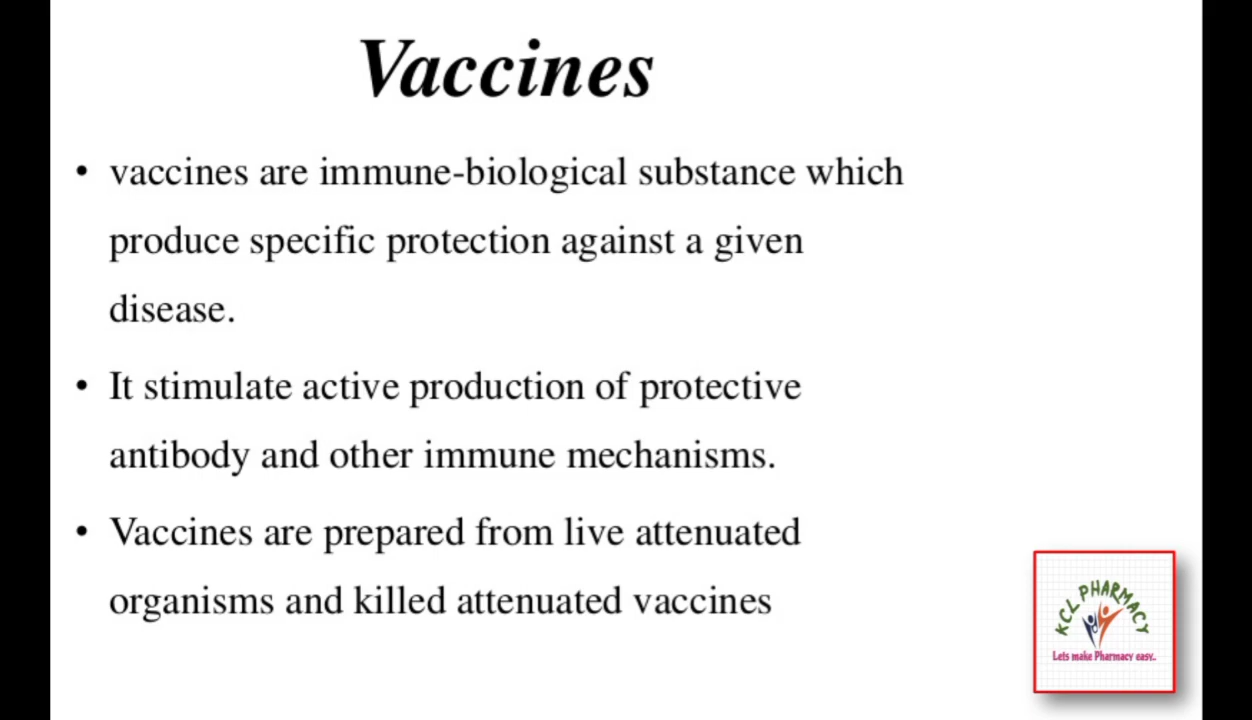 Vaccines
• vaccines are immune-biological substance which
produce specific protection against a given
disease.
• It stimulate active production of protective
antibody and other immune mechanisms.
• Vaccines are prepared from live attenuated
organisms and killed attenuated vaccines
KCL PHARMACY
Lets make Pharmacy easy..